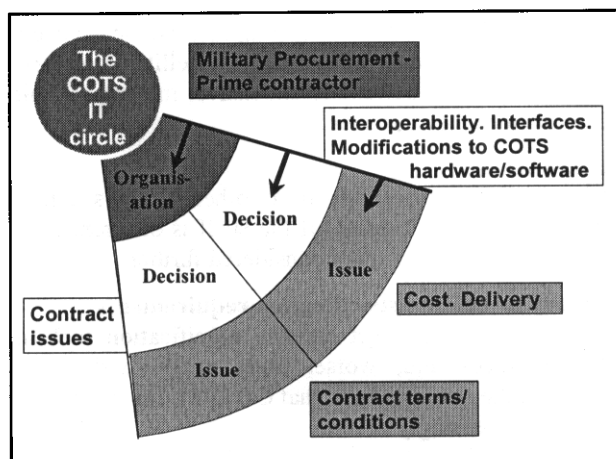 The
COTS
IT
circle
Military Procurement -
Prime contractor
Interoperability. Interfaces.
Modifications to COTS
hardware/software
Organis-
ation
Decision
Decision
Issue
Contract
issues
Cost. Delivery
Issue
Contract terms/
conditions